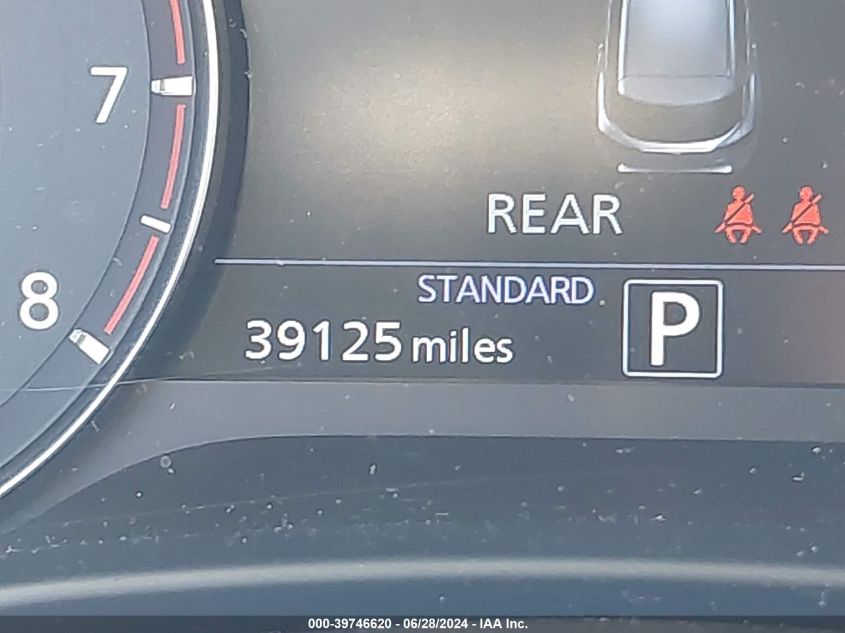 7
REAR
8
STANDARD
39125 miles
P
000-39746620 / 06/28/2024 - IAA Inc.